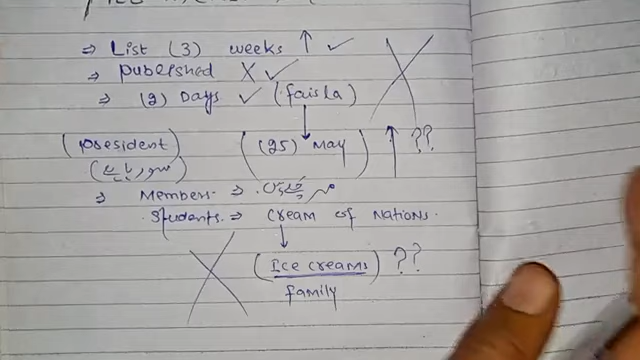 ⇒ List (3) weeks ↑ ✓
⇒ published X ✓
⇒ (2) Days ✓ (faisla)
(president) ((25) May) ↑ ??
⇒ Members ⇒
Students ⇒ cream of Nations.
(Ice creams) ??
family